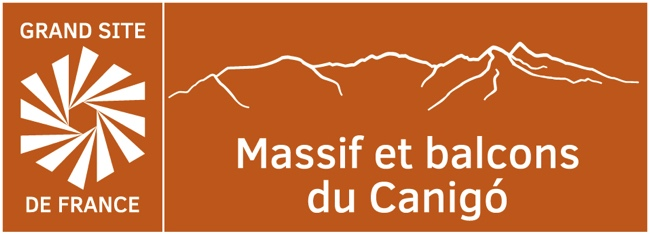 GRAND SITE
DE FRANCE
Massif et balcons
du Canigó